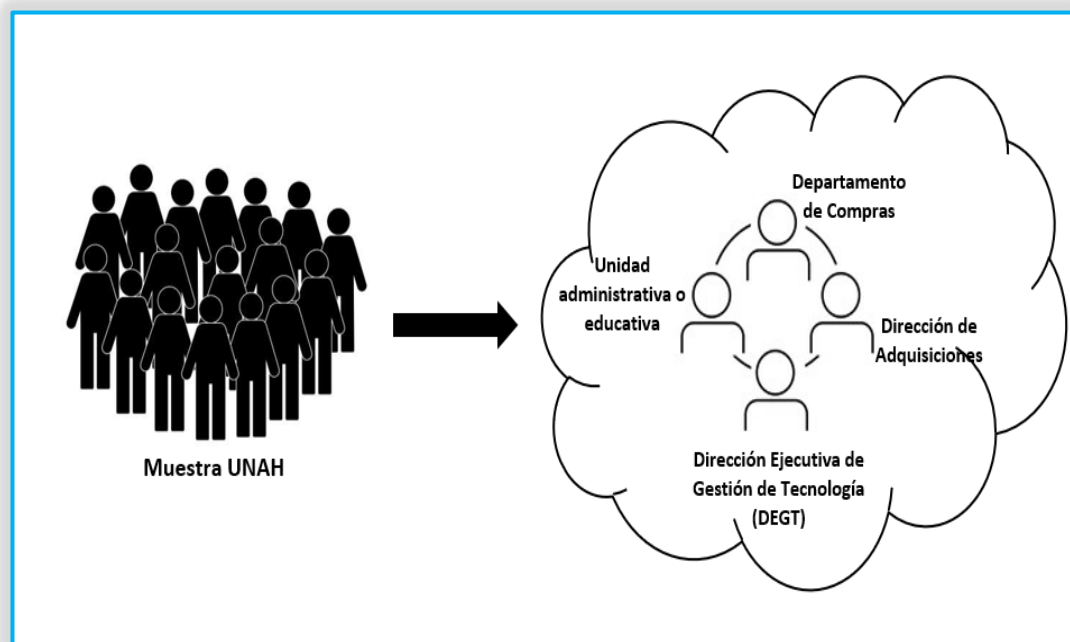 Departamento
de Compras
Unidad
administrativa o
educativa
Dirección de
Adquisiciones
Muestra UNAH
Dirección Ejecutiva de
Gestión de Tecnología
(DEGT)